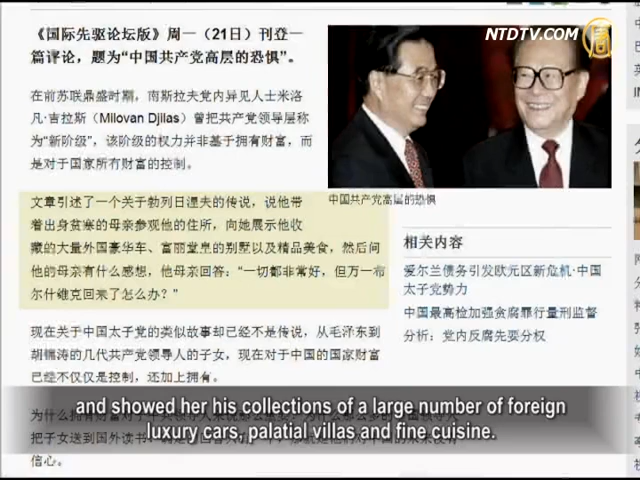 NTDTV.com
《国际先驱论坛版》周一（21日）刊登一
篇评论，题为“中国共产党高层的恐惧”。
在前苏联鼎盛时期，南斯拉夫党内异见人士米洛
凡·吉拉斯（Milovan Djilas）曾把共产党领导层称
为“新阶级”，该阶级的权力并非基于拥有财富，而
是对于国家所有财富的控制。
中国共产党高层的恐惧
文章引述了一个关于勃列日涅夫的传说，说他带
着出身贫寒的母亲参观他的住所，向她展示他收
藏的大量外国豪华车、富丽堂皇的别墅以及精品美食，然后问
他的母亲有什么感想，他母亲回答：“一切都非常好，但万一布
尔什维克回来了怎么办？”
相关内容
爱尔兰债务引发欧元区新危机·中国
太子党势力
中国最高检加强贪腐罪行量刑监督
分析：党内反腐先要分权
现在关于中国太子党的类似故事却已经不是传说，从毛泽东到
胡锦涛的几代共产党领导人的子女，现在对于中国的国家财富
已经不仅仅是控制，还加上拥有。
and showed her his collections of a large number of foreign
luxury cars, palatial villas and fine cuisine.
把子女送到国外读书
信心。